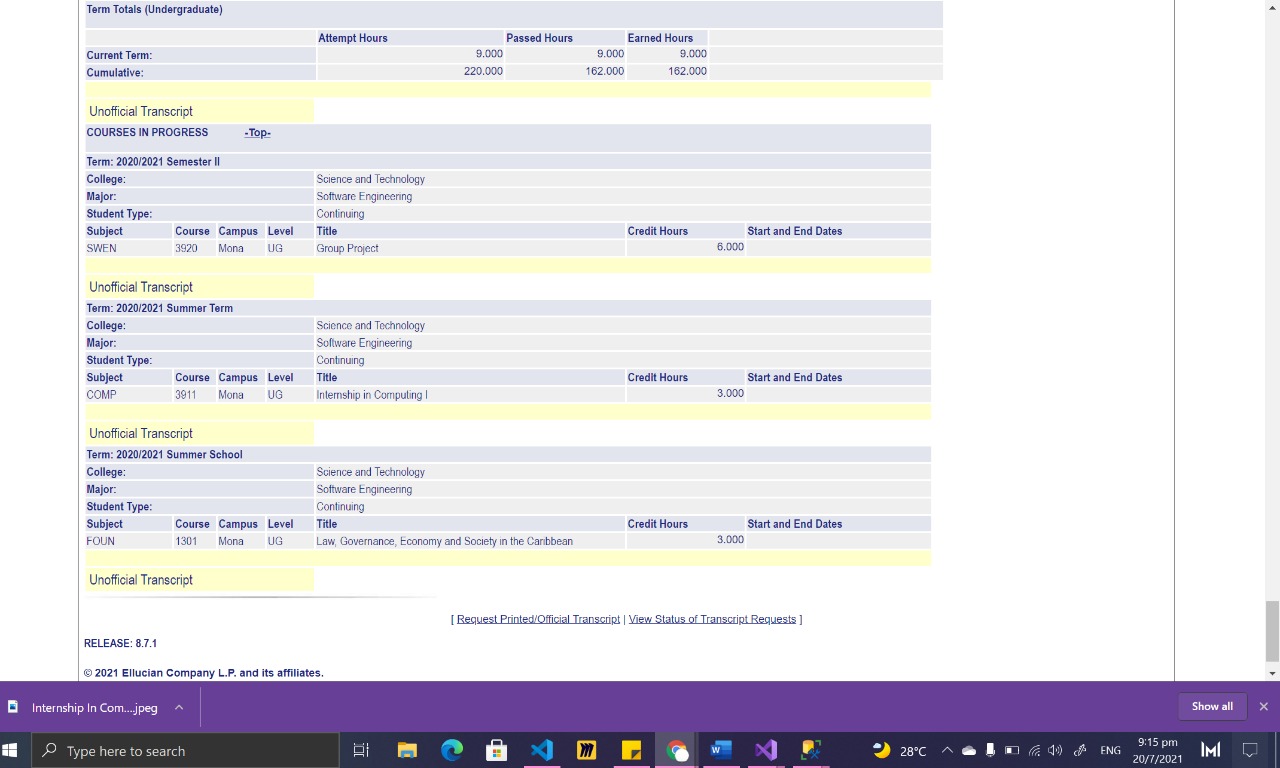 Term Totals (Undergraduate)
Attempt Hours Passed Hours Earned Hours
Current Term: 9.000 9.000 9.000
Cumulative: 220.000 162.000 162.000
Unofficial Transcript
COURSES IN PROGRESS -Top-
Term: 2020/2021 Semester II
College: Science and Technology
Major: Software Engineering
Student Type: Continuing
Subject Course Campus Level Title Credit Hours Start and End Dates
SWEN 3920 Mona UG Group Project 6.000
Unofficial Transcript
Term: 2020/2021 Summer Term
College: Science and Technology
Major: Software Engineering
Student Type: Continuing
Subject Course Campus Level Title Credit Hours Start and End Dates
COMP 3911 Mona UG Internship in Computing I 3.000
Unofficial Transcript
Term: 2020/2021 Summer School
College: Science and Technology
Major: Software Engineering
Student Type: Continuing
Subject Course Campus Level Title Credit Hours Start and End Dates
FOUN 1301 Mona UG Law, Governance, Economy and Society in the Caribbean 3.000
Unofficial Transcript
[ Request Printed/Official Transcript | View Status of Transcript Requests ]
RELEASE: 8.7.1
© 2021 Ellucian Company L.P. and its affiliates.
Internship In Com....jpeg Show all
Type here to search 28°C ENG 9:15 pm
20/7/2021